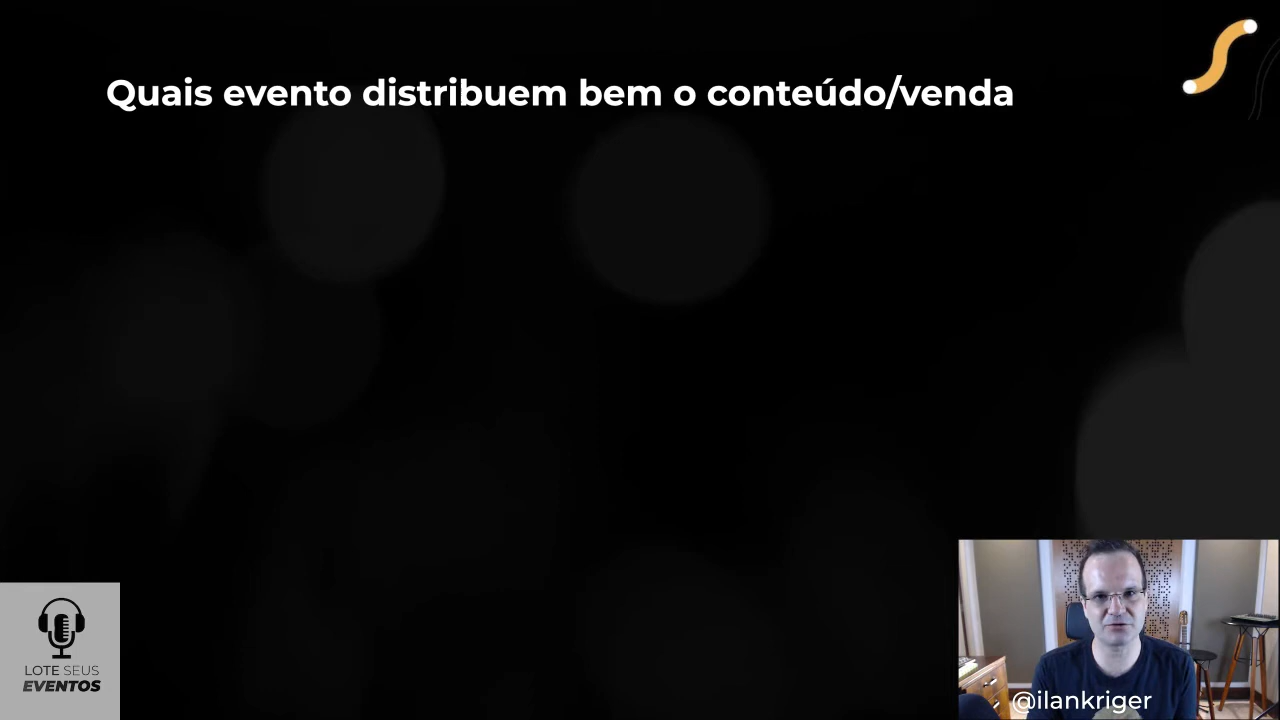 Quais evento distribuem bem o conteúdo/venda
LOTE SEUS
EVENTOS
@ilankriger